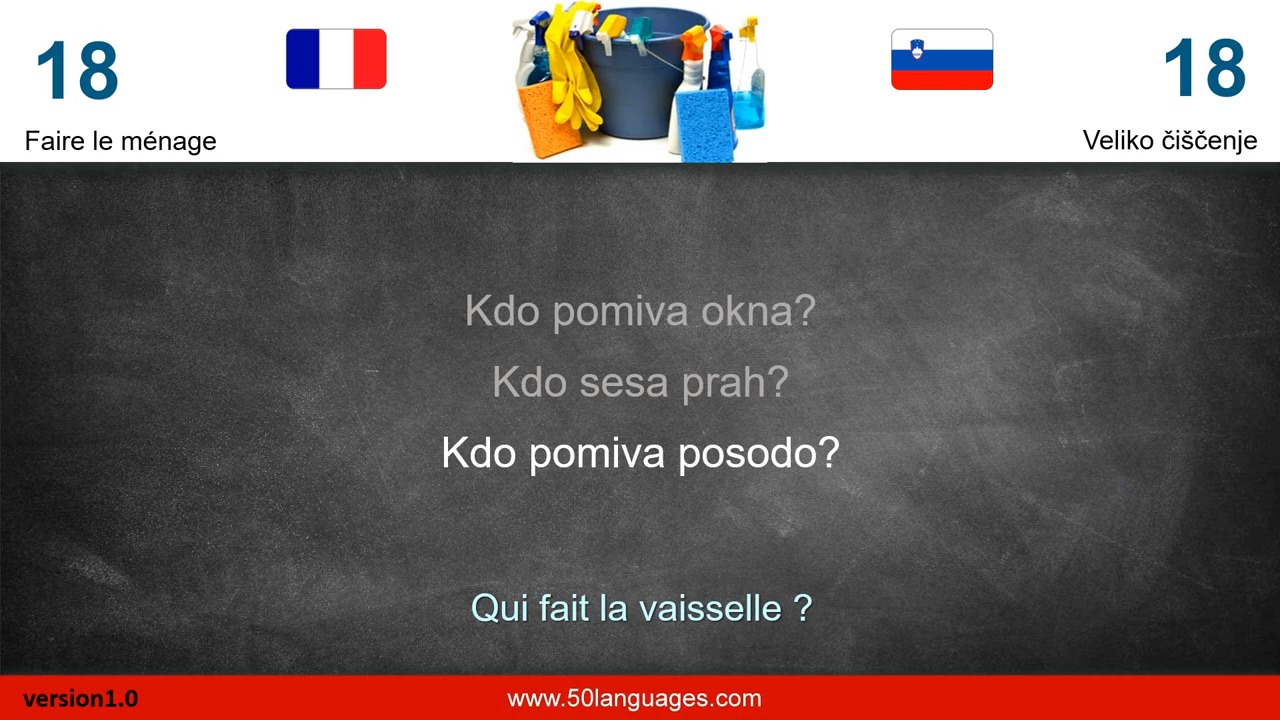 18
18
Faire le ménage
Veliko čiščenje
Kdo pomiva okna?
Kdo sesa prah?
Kdo pomiva posodo?
Qui fait la vaisselle ?
version1.0
www.50languages.com